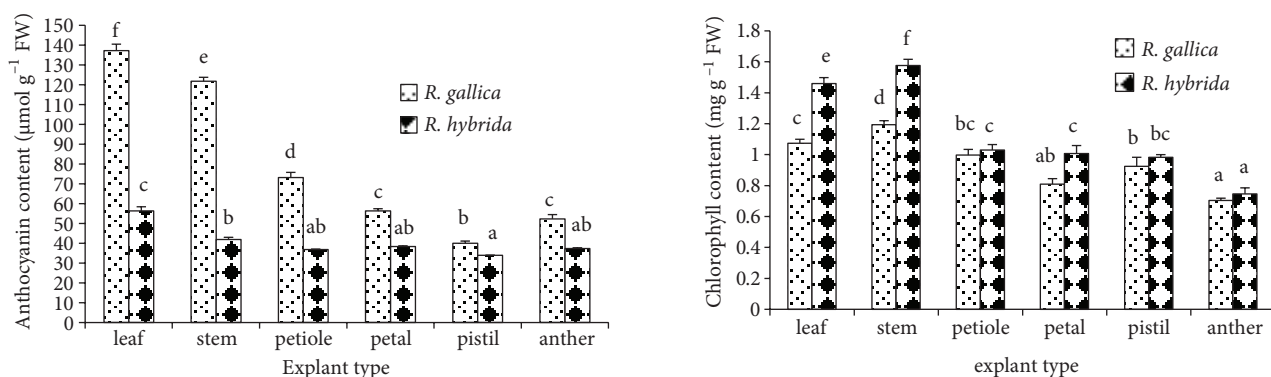 Anthocyanin content (µmol g⁻¹ FW)
150
140
130
120
110
100
90
80
70
60
50
40
30
20
10
0
f
c
e
b
d
ab
c
ab
b
a
c
ab
R. gallica
R. hybrida
leaf stem petiole petal pistil anther
Explant type
Chlorophyll content (mg g⁻¹ FW)
1.8
1.6
1.4
1.2
1
0.8
0.6
0.4
0.2
0
c
e
d
f
bc
c
ab
c
b
bc
a
a
R. gallica
R. hybrida
leaf stem petiole petal pistil anther
explant type